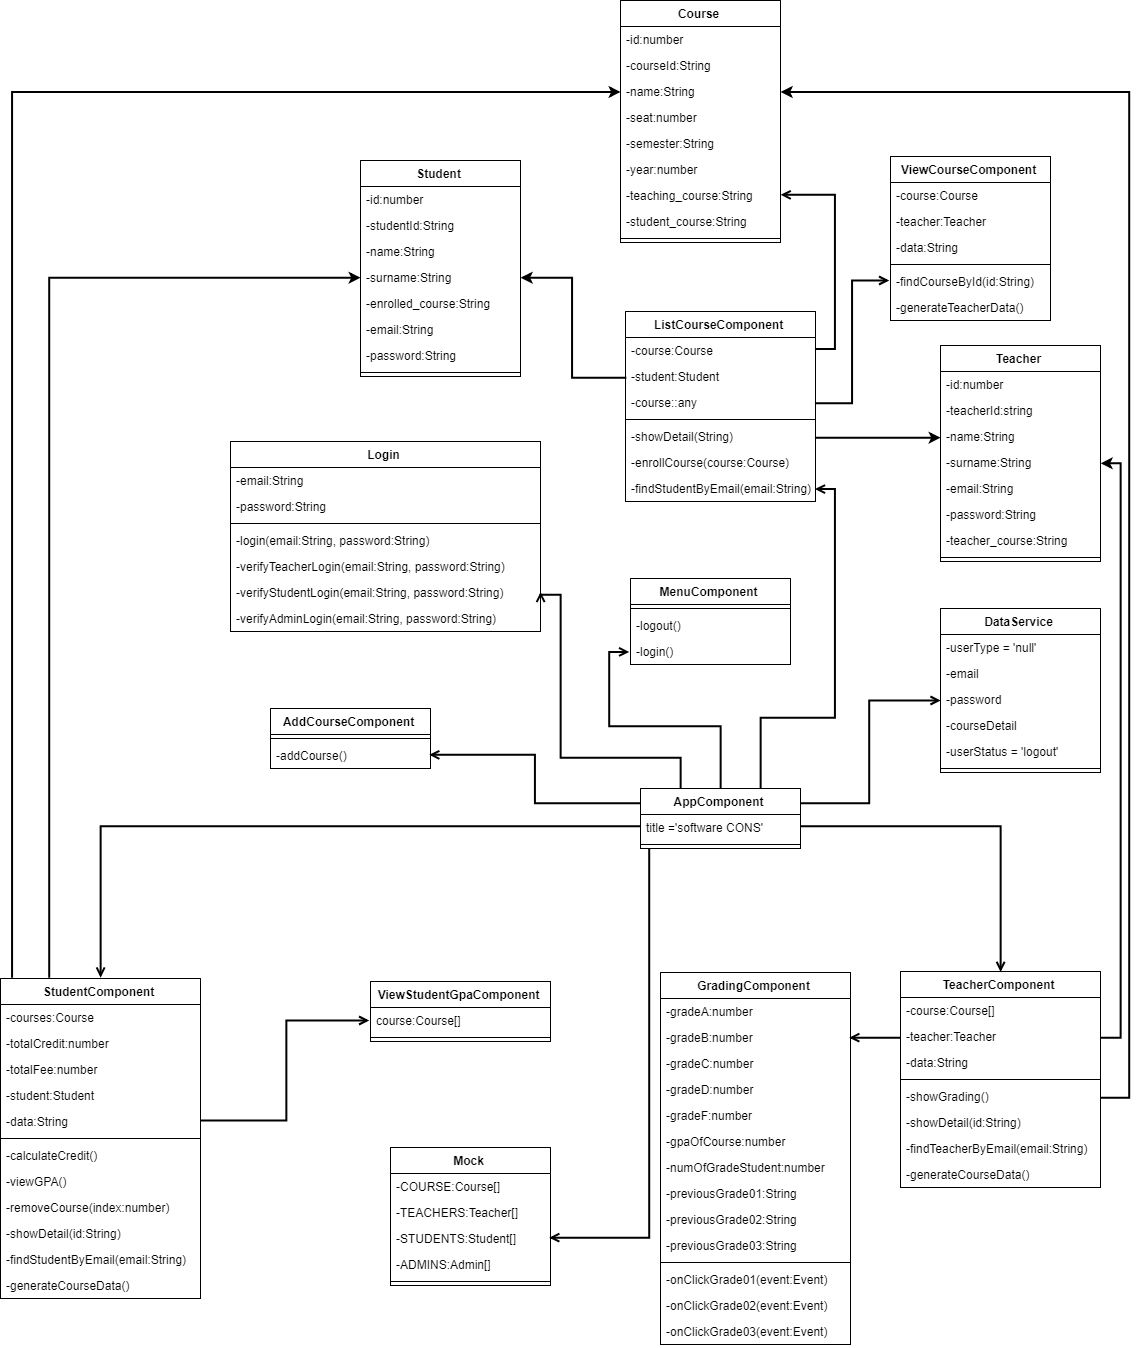 Course
-id:number
-courseId:String
-name:String
-seat:number
-semester:String
-year:number
-teaching_course:String
-student_course:String
Student
-id:number
-studentId:String
-name:String
-surname:String
-enrolled_course:String
-email:String
-password:String
ViewCourseComponent
-course:Course
-teacher:Teacher
-data:String
-findCourseById(id:String)
-generateTeacherData()
ListCourseComponent
-course:Course
-student:Student
-course::any
-showDetail(String)
-enrollCourse(course:Course)
-findStudentByEmail(email:String)
Teacher
-id:number
-teacherId:string
-name:String
-surname:String
-email:String
-password:String
-teacher_course:String
Login
-email:String
-password:String
-login(email:String, password:String)
-verifyTeacherLogin(email:String, password:String)
-verifyStudentLogin(email:String, password:String)
-verifyAdminLogin(email:String, password:String)
MenuComponent
-logout()
-login()
DataService
-userType = 'null'
-email
-password
-courseDetail
-userStatus = 'logout'
AddCourseComponent
-addCourse()
AppComponent
title ='software CONS'
StudentComponent
-courses:Course
-totalCredit:number
-totalFee:number
-student:Student
-data:String
-calculateCredit()
-viewGPA()
-removeCourse(index:number)
-showDetail(id:String)
-findStudentByEmail(email:String)
-generateCourseData()
ViewStudentGpaComponent
course:Course[]
Mock
-COURSE:Course[]
-TEACHERS:Teacher[]
-STUDENTS:Student[]
-ADMINS:Admin[]
GradingComponent
-gradeA:number
-gradeB:number
-gradeC:number
-gradeD:number
-gradeF:number
-gpaOfCourse:number
-numOfGradeStudent:number
-previousGrade01:String
-previousGrade02:String
-previousGrade03:String
-onClickGrade01(event:Event)
-onClickGrade02(event:Event)
-onClickGrade03(event:Event)
TeacherComponent
-course:Course[]
-teacher:Teacher
-data:String
-showGrading()
-showDetail(id:String)
-findTeacherByEmail(email:String)
-generateCourseData()